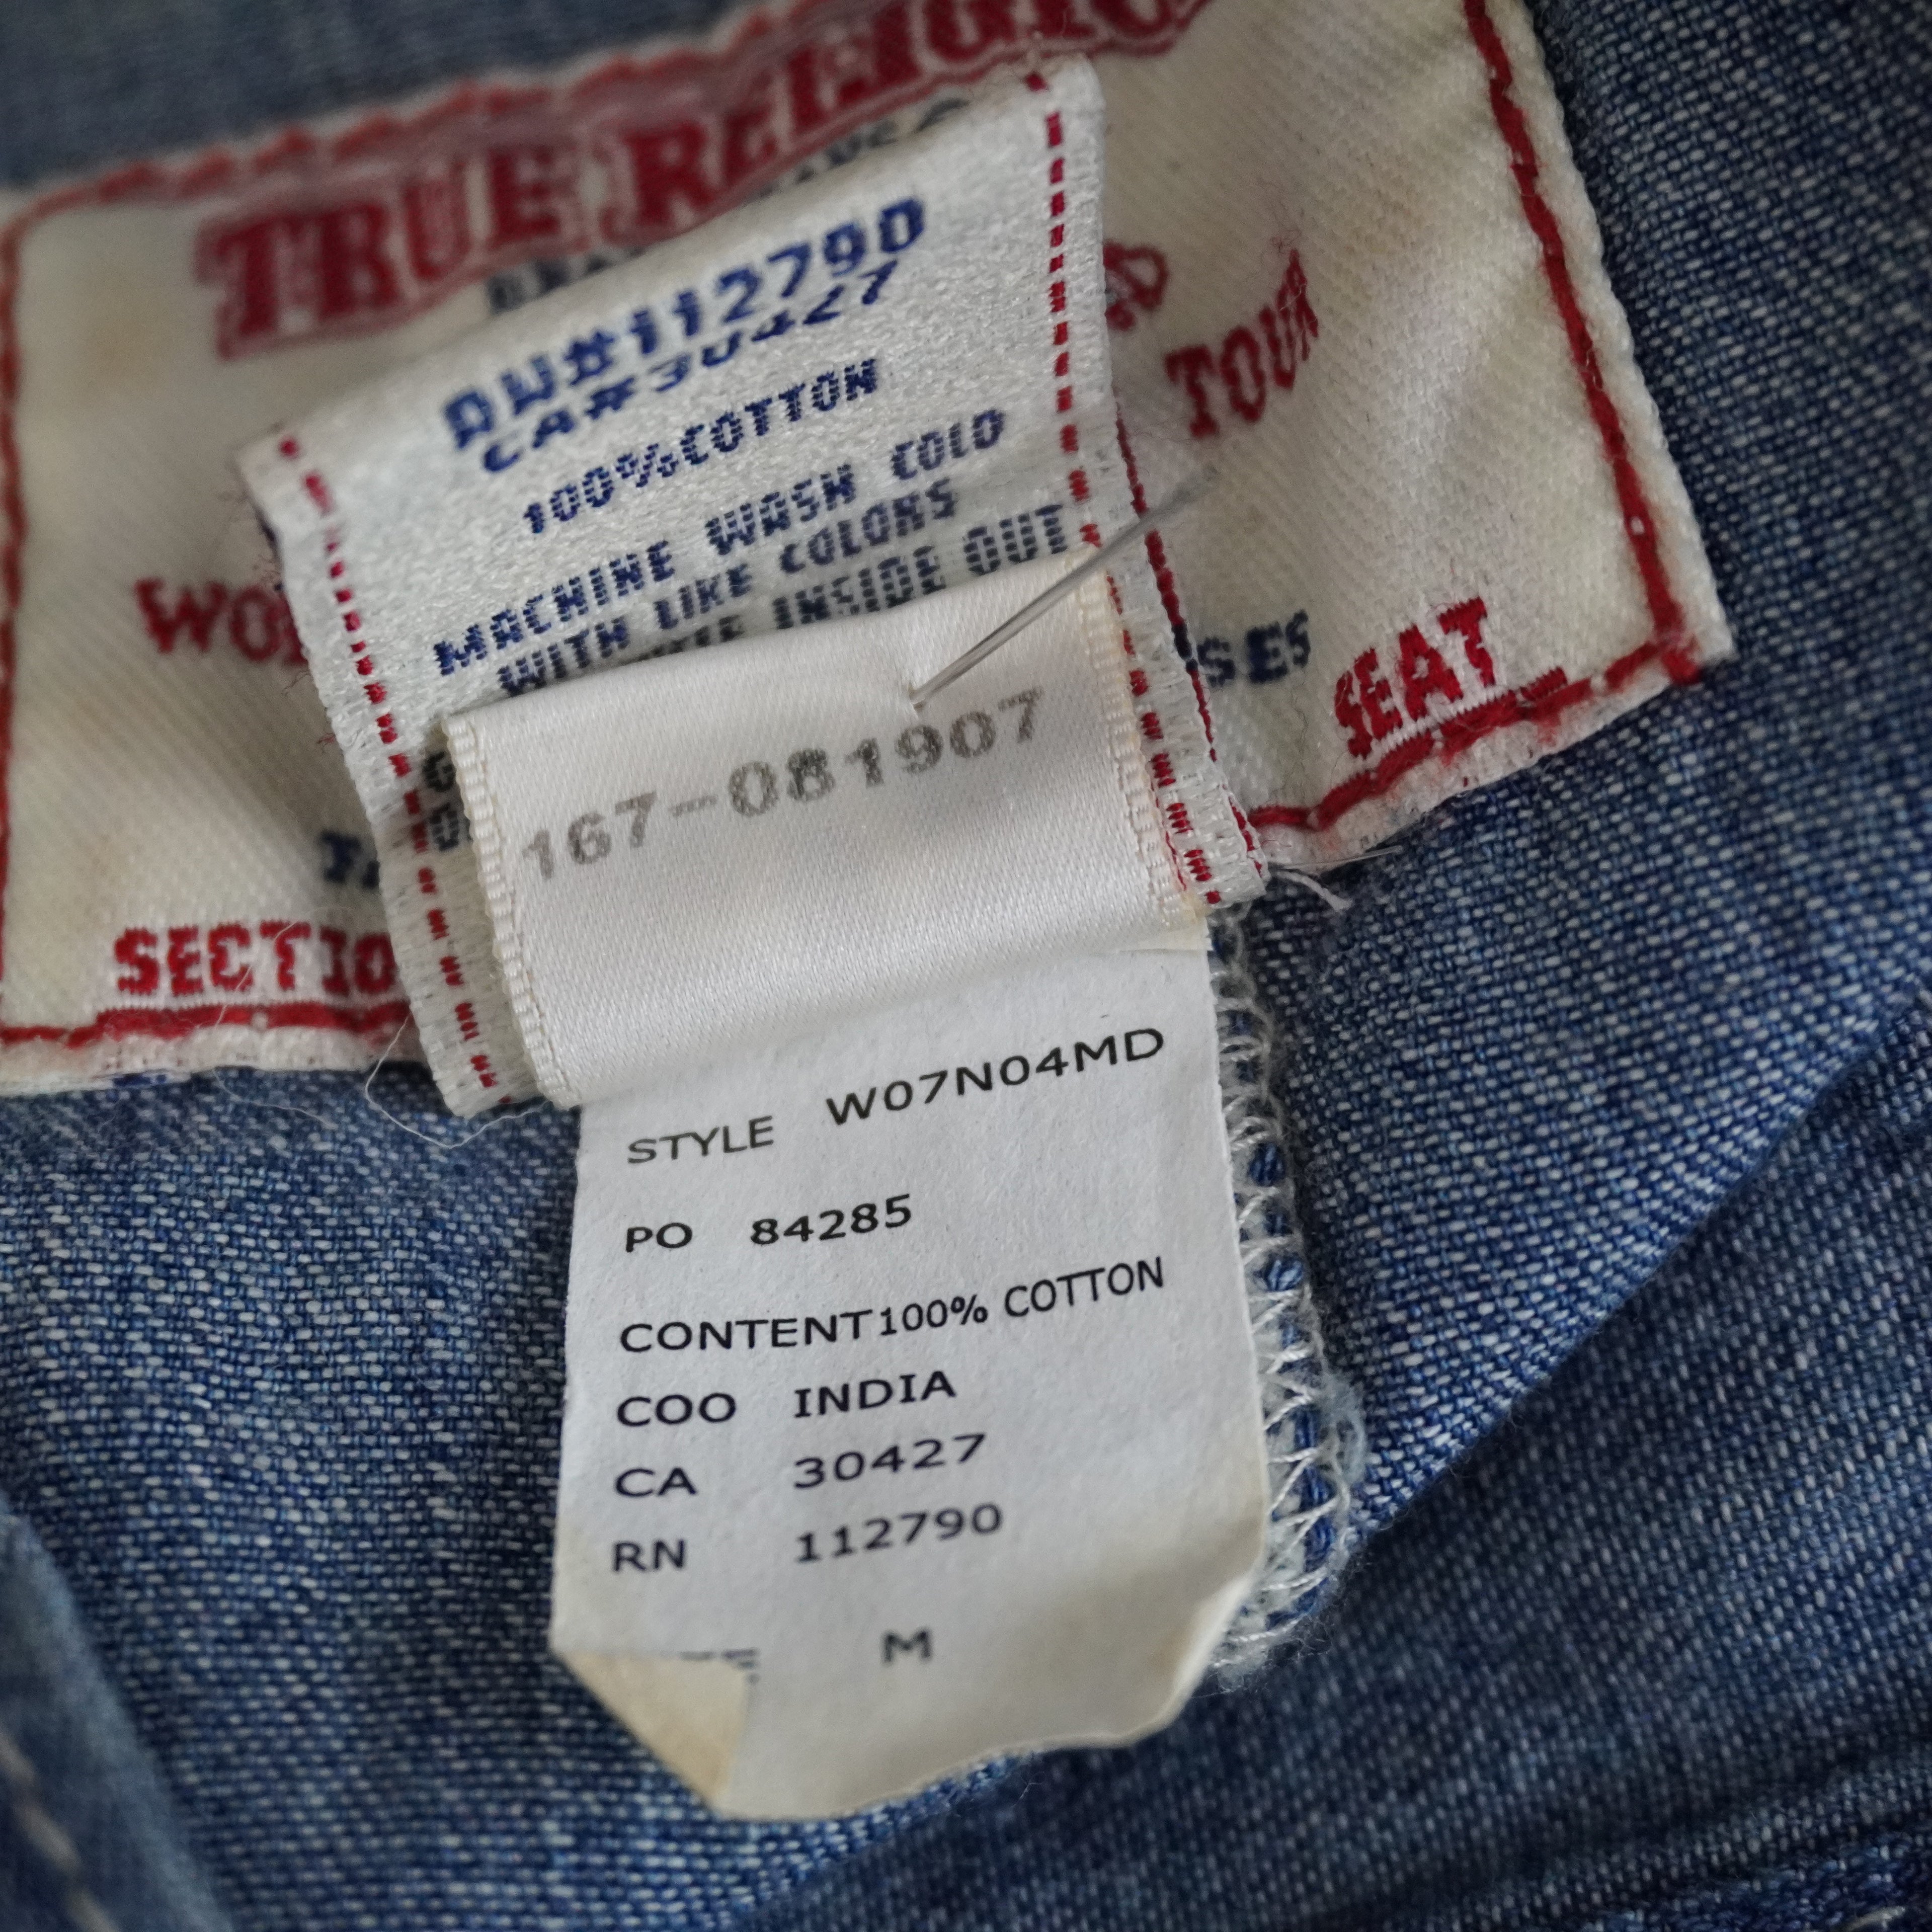 TRUE RELIGIO
RN#112790
CA#30427
100%COTTON
MACHINE WASH COLD
WITH LIKE COLORS
INSIDE OUT
TOUR
SES
SEAT
SECTIO
167-081907
STYLE W07N04MD
PO 84285
CONTENT100% COTTON
COO INDIA
CA 30427
RN 112790
M